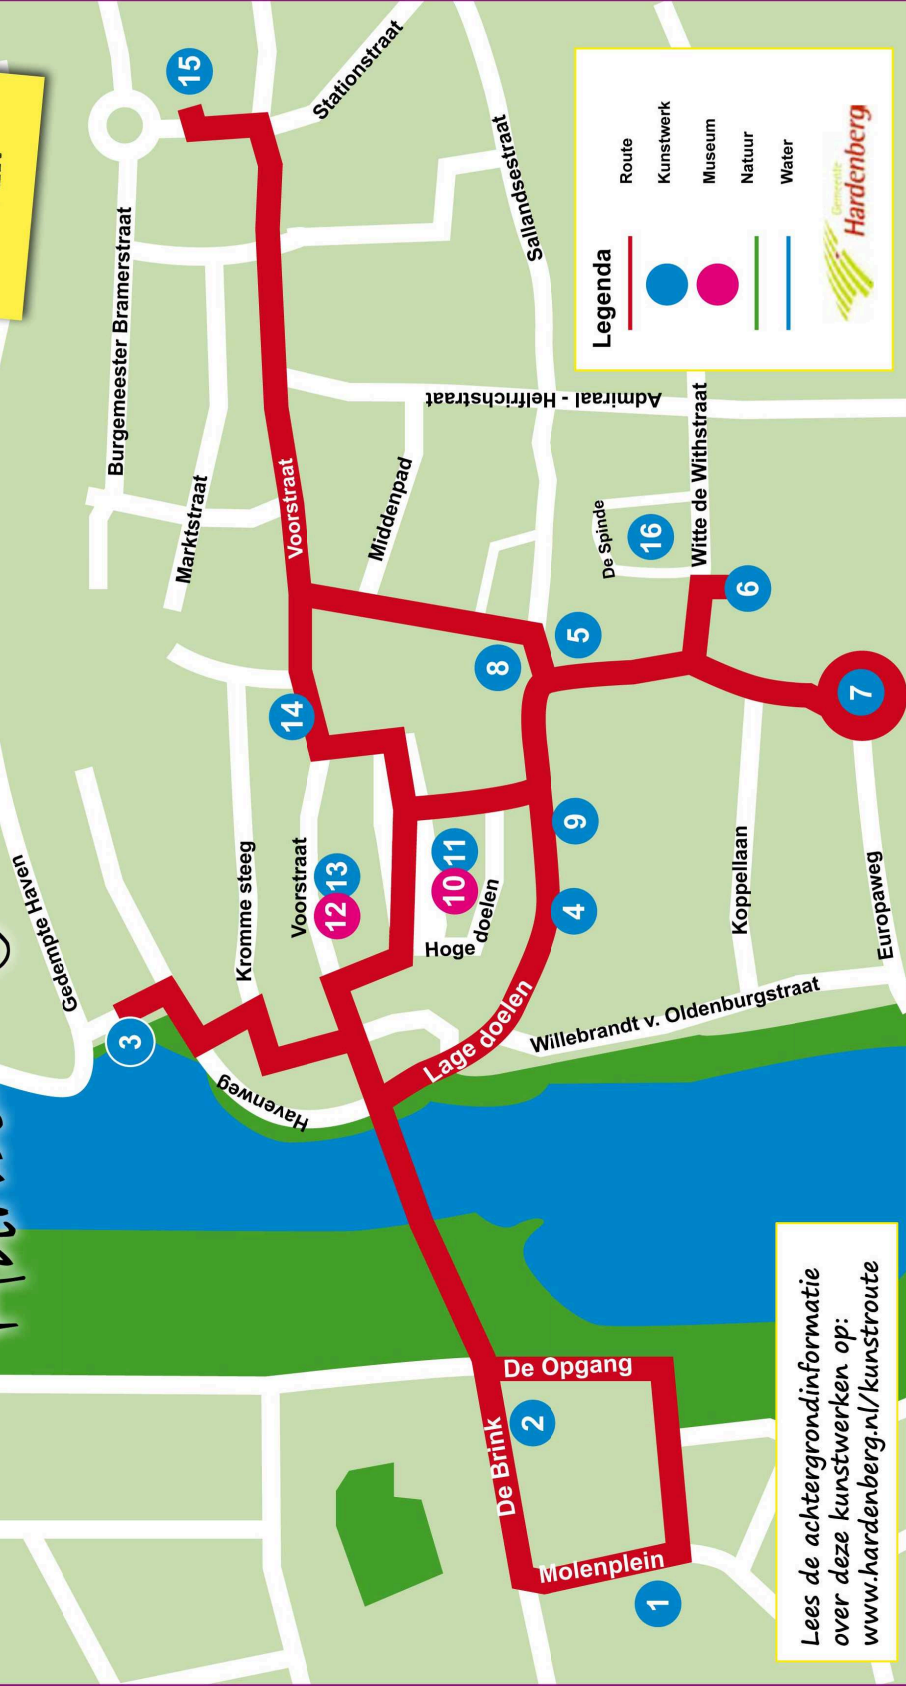 Burgemeester Bramerstraat
Stationstraat
Sallandsestraat
Marktstraat
Voorstraat
Middenpad
Admiraal - Helfrichstraat
De Spinde
Witte de Withstraat
Gedempte Haven
Kromme steeg
Voorstraat
Hoge
doelen
Koppellaan
Europaweg
Havenweg
Lage doelen
Willebrandt v. Oldenburgstraat
De Opgang
De Brink
Molenplein
1
2
3
4
5
6
7
8
9
10
11
12
13
14
15
16
Legenda
Route
Kunstwerk
Museum
Natuur
Water
Gemeente
Hardenberg
Lees de achtergrondinformatie
over deze kunstwerken op:
www.hardenberg.nl/kunstroute